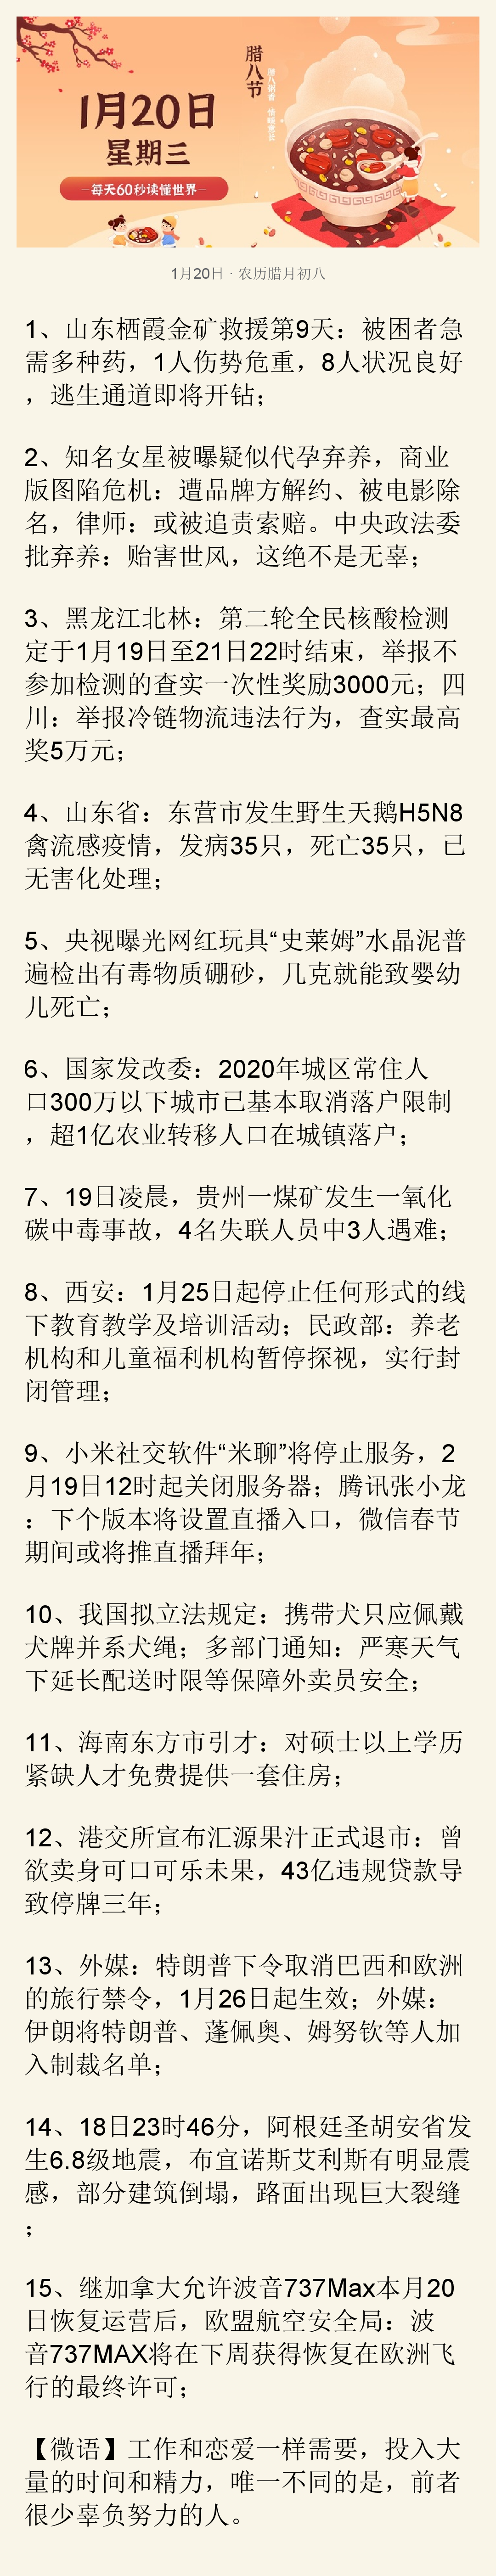 腊八节
1月20日
星期三
每天60秒读懂世界
1月20日 · 农历腊月初八
1、山东栖霞金矿救援第9天：被困者急
需多种药，1人伤势危重，8人状况良好
，逃生通道即将开钻；
2、知名女星被曝疑似代孕弃养，商业
版图陷危机：遭品牌方解约、被电影除
名，律师：或被追责索赔。中央政法委
批弃养：贻害世风，这绝不是无辜；
3、黑龙江北林：第二轮全民核酸检测
定于1月19日至21日22时结束，举报不
参加检测的查实一次性奖励3000元；四
川：举报冷链物流违法行为，查实最高
奖5万元；
4、山东省：东营市发生野生天鹅H5N8
禽流感疫情，发病35只，死亡35只，已
无害化处理；
5、央视曝光网红玩具“史莱姆”水晶泥普
遍检出有毒物质硼砂，几克就能致婴幼
儿死亡；
6、国家发改委：2020年城区常住人
口300万以下城市已基本取消落户限制
，超1亿农业转移人口在城镇落户；
7、19日凌晨，贵州一煤矿发生一氧化
碳中毒事故，4名失联人员中3人遇难；
8、西安：1月25日起停止任何形式的线
下教育教学及培训活动；民政部：养老
机构和儿童福利机构暂停探视，实行封
闭管理；
9、小米社交软件“米聊”将停止服务，2
月19日12时起关闭服务器；腾讯张小龙
：下个版本将设置直播入口，微信春节
期间或将推直播拜年；
10、我国拟立法规定：携带犬只应佩戴
犬牌并系犬绳；多部门通知：严寒天气
下延长配送时限等保障外卖员安全；
11、海南东方市引才：对硕士以上学历
紧缺人才免费提供一套住房；
12、港交所宣布汇源果汁正式退市：曾
欲卖身可口可乐未果，43亿违规贷款导
致停牌三年；
13、外媒：特朗普下令取消巴西和欧洲
的旅行禁令，1月26日起生效；外媒：
伊朗将特朗普、蓬佩奥、姆努钦等人加
入制裁名单；
14、18日23时46分，阿根廷圣胡安省发
生6.8级地震，布宜诺斯艾利斯有明显震
感，部分建筑倒塌，路面出现巨大裂缝
；
15、继加拿大允许波音737Max本月20
日恢复运营后，欧盟航空安全局：波
音737MAX将在下周获得恢复在欧洲飞
行的最终许可；
【微语】工作和恋爱一样需要，投入大
量的时间和精力，唯一不同的是，前者
很少辜负努力的人。